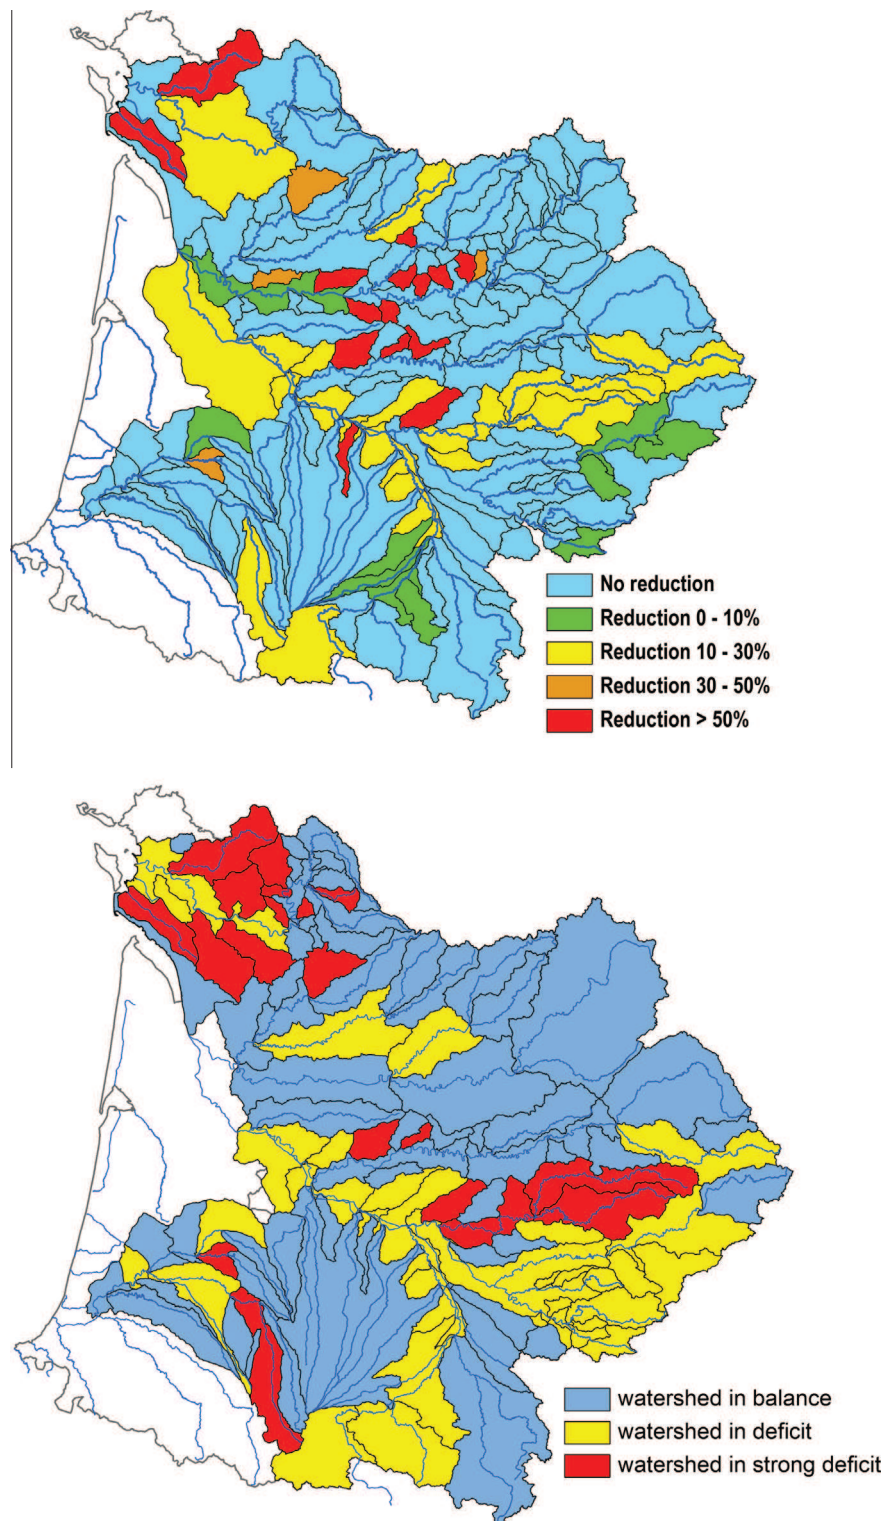 No reduction
Reduction 0 - 10%
Reduction 10 - 30%
Reduction 30 - 50%
Reduction > 50%
watershed in balance
watershed in deficit
watershed in strong deficit